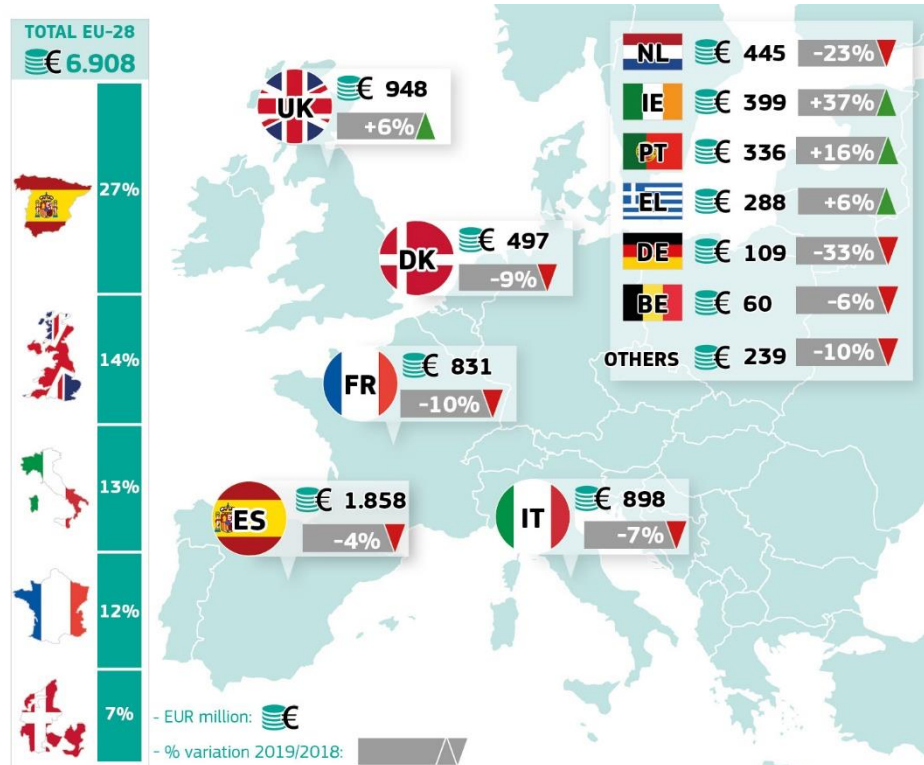 TOTAL EU-28
€ 6.908
27%
14%
13%
12%
7%
UK
€ 948
+6%
DK
€ 497
-9%
FR
€ 831
-10%
ES
€ 1.858
-4%
IT
€ 898
-7%
NL € 445 -23%
IE € 399 +37%
PT € 336 +16%
EL € 288 +6%
DE € 109 -33%
BE € 60 -6%
OTHERS € 239 -10%
- EUR million: €
- % variation 2019/2018: